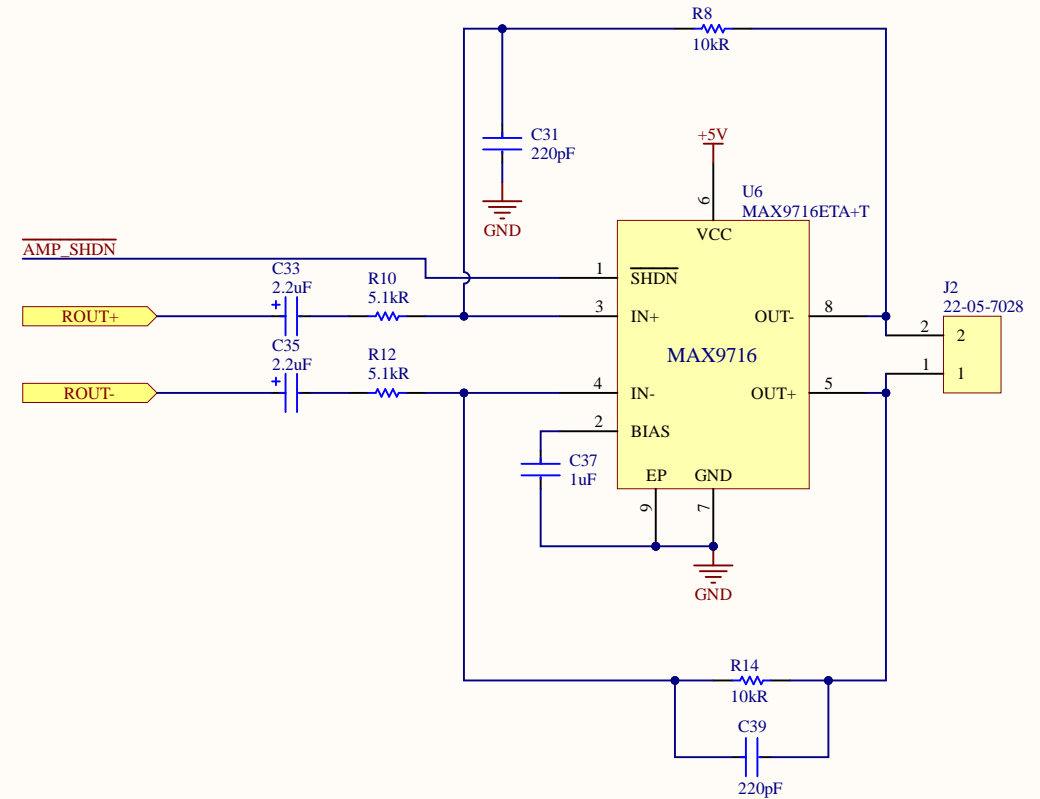 R8
10kR
C31
220pF
GND
+5V
6
U6
MAX9716ETA+T
VCC
AMP_SHDN
1
SHDN
C33
2.2uF
+
R10
5.1kR
ROUT+
3
IN+
OUT-
8
J2
22-05-7028
2
2
MAX9716
C35
2.2uF
+
R12
5.1kR
ROUT-
4
IN-
OUT+
5
1
1
2
BIAS
C37
1uF
EP
GND
9
7
GND
R14
10kR
C39
220pF